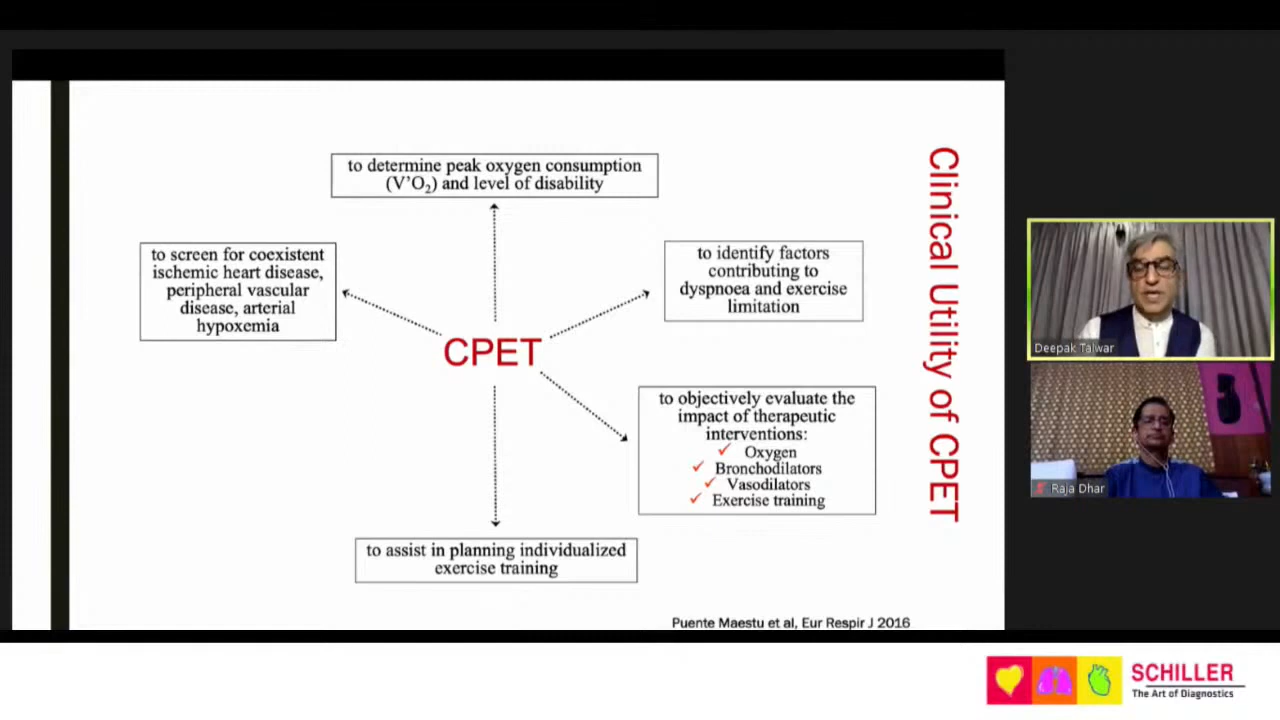 to determine peak oxygen consumption
(V'O₂) and level of disability
to screen for coexistent
ischemic heart disease,
peripheral vascular
disease, arterial
hypoxemia
to identify factors
contributing to
dyspnoea and exercise
limitation
CPET
to objectively evaluate the
impact of therapeutic
interventions:
✓ Oxygen
✓ Bronchodilators
✓ Vasodilators
✓ Exercise training
to assist in planning individualized
exercise training
Clinical Utility of CPET
Puente Maestu et al, Eur Respir J 2016
Deepak Talwar
Raja Dhar
SCHILLER
The Art of Diagnostics